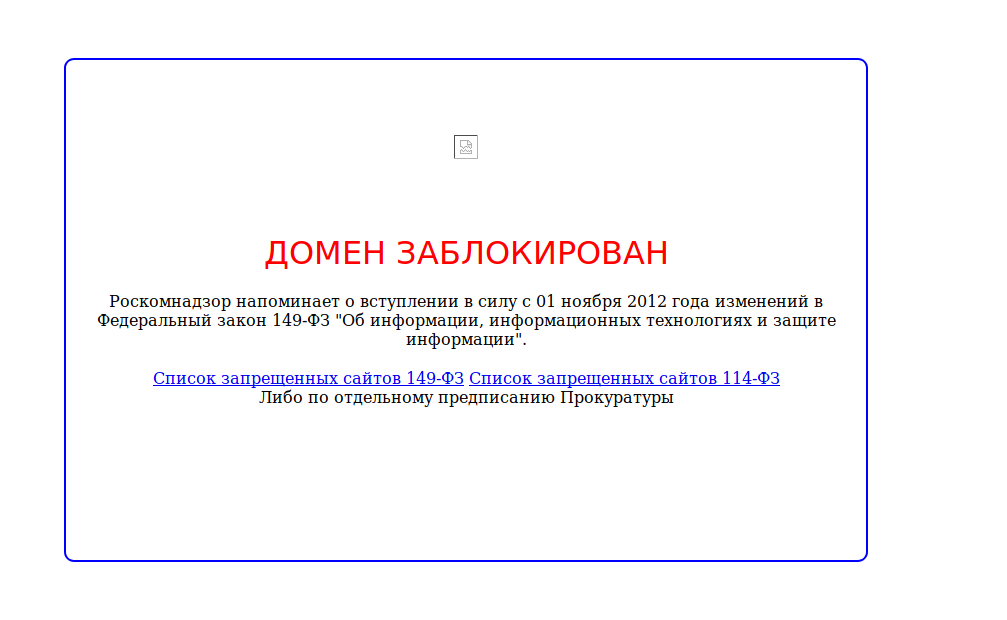 ДОМЕН ЗАБЛОКИРОВАН
Роскомнадзор напоминает о вступлении в силу с 01 ноября 2012 года изменений в
Федеральный закон 149-ФЗ "Об информации, информационных технологиях и защите
информации".
Список запрещенных сайтов 149-ФЗ Список запрещенных сайтов 114-ФЗ
Либо по отдельному предписанию Прокуратуры